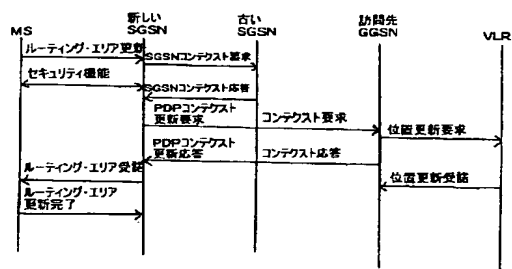 MS
新しい
SGSN
古い
SGSN
訪問先
GGSN
VLR
ルーティング・エリア更新
SGSNコンテクスト要求
セキュリティ機能
SGSNコンテクスト応答
PDPコンテクスト
更新要求
コンテクスト要求
位置更新要求
PDPコンテクスト
更新応答
コンテクスト応答
ルーティング・エリア受諾
位置更新受諾
ルーティング・エリア
更新完了